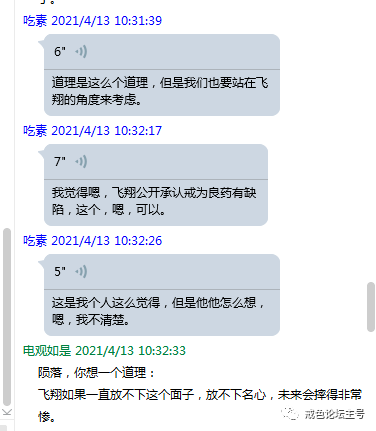 吃素 2021/4/13 10:31:39
6"
道理是这么个道理，但是我们也要站在飞
翔的角度来考虑。
吃素 2021/4/13 10:32:17
7"
我觉得嗯，飞翔公开承认戒为良药有缺
陷，这个，嗯，可以。
吃素 2021/4/13 10:32:26
5"
这是我个人这么觉得，但是他他怎么想，
嗯，我不清楚。
电观如是 2021/4/13 10:32:33
陨落，你想一个道理：
飞翔如果一直放不下这个面子，放不下名心，未来会摔得非常
惨。
戒色论坛主号